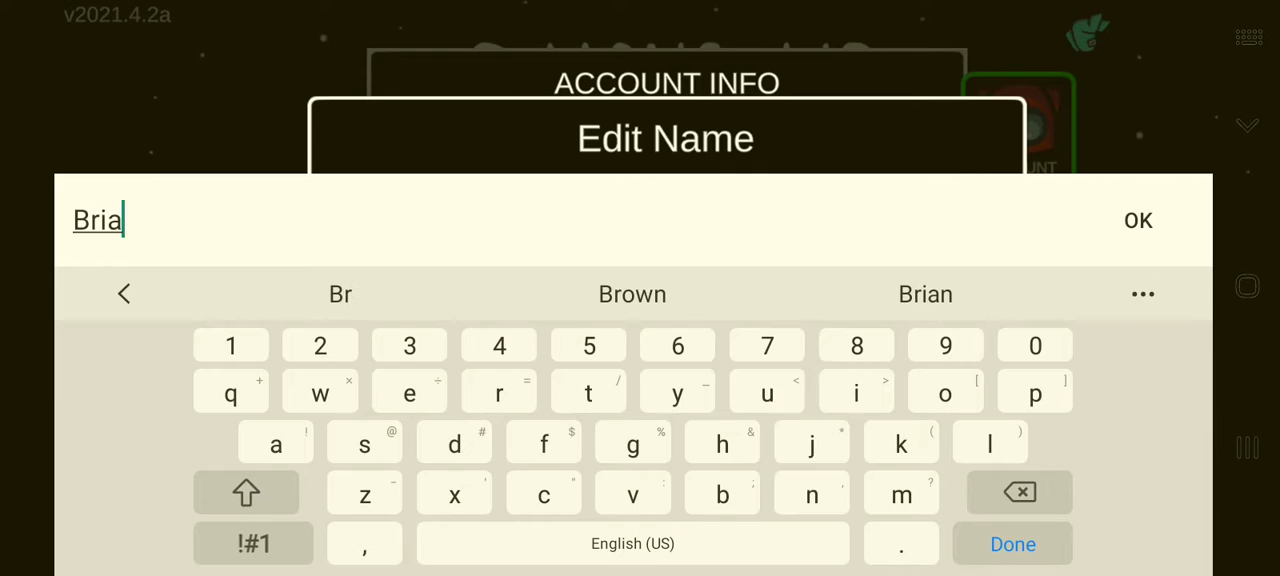 v2021.4.2a
ACCOUNT INFO
Edit Name
UNT
Bria
OK
Br Brown Brian ...
1 2 3 4 5 6 7 8 9 0
q + w × e ÷ r = t / y _ u < i > o [ p ]
a ! s @ d # f $ g % h & j * k ( l )
z - x ' c " v : b ; n , m ?
!#1 , English (US) . Done